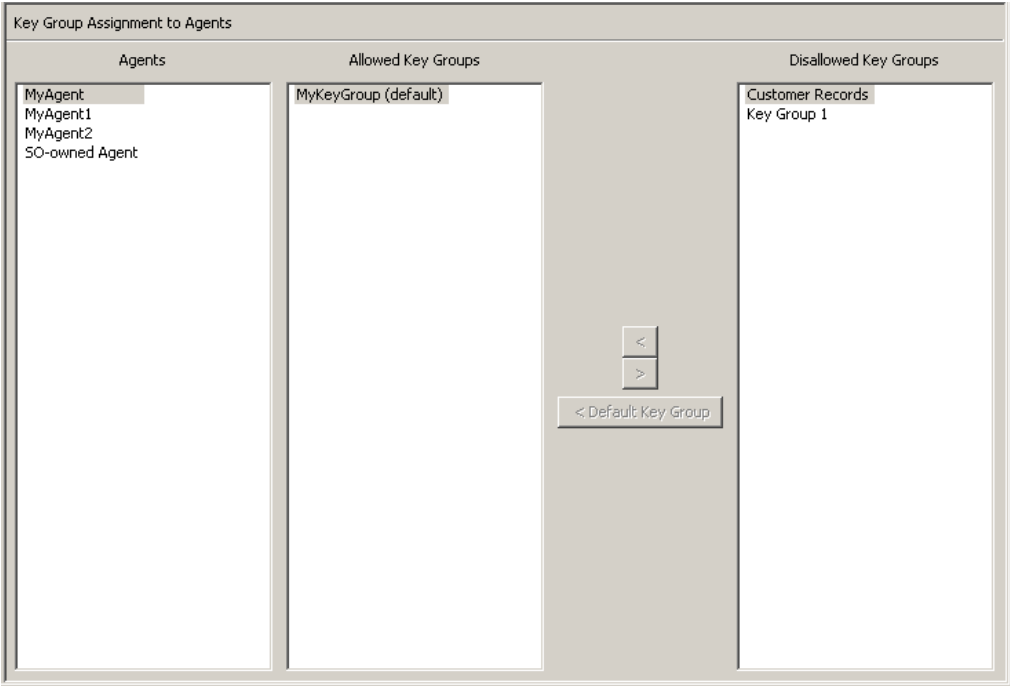 Key Group Assignment to Agents
Agents
Allowed Key Groups
Disallowed Key Groups
MyAgent
MyAgent1
MyAgent2
SO-owned Agent
MyKeyGroup (default)
<
>
< Default Key Group
Customer Records
Key Group 1